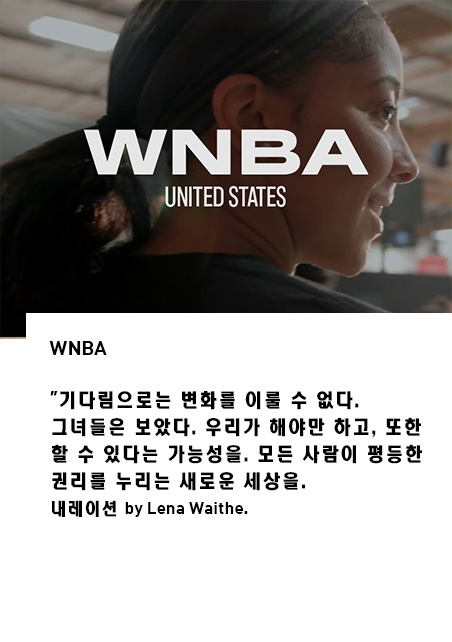 WNBA
UNITED STATES
WNBA
"기다림으로는 변화를 이룰 수 없다.
그녀들은 보았다. 우리가 해야만 하고, 또한
할 수 있다는 가능성을. 모든 사람이 평등한
권리를 누리는 새로운 세상을.
내레이션 by Lena Waithe.